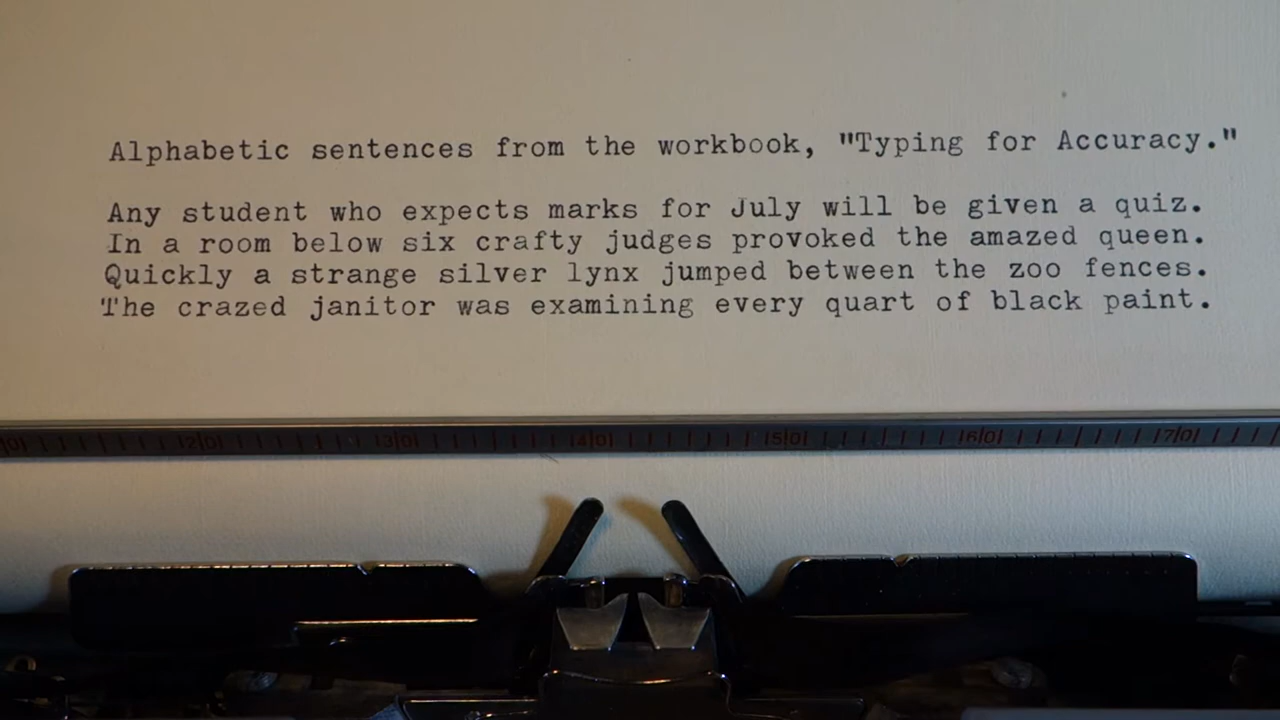 Alphabetic sentences from the workbook, "Typing for Accuracy."
Any student who expects marks for July will be given a quiz.
In a room below six crafty judges provoked the amazed queen.
Quickly a strange silver lynx jumped between the zoo fences.
The crazed janitor was examining every quart of black paint.